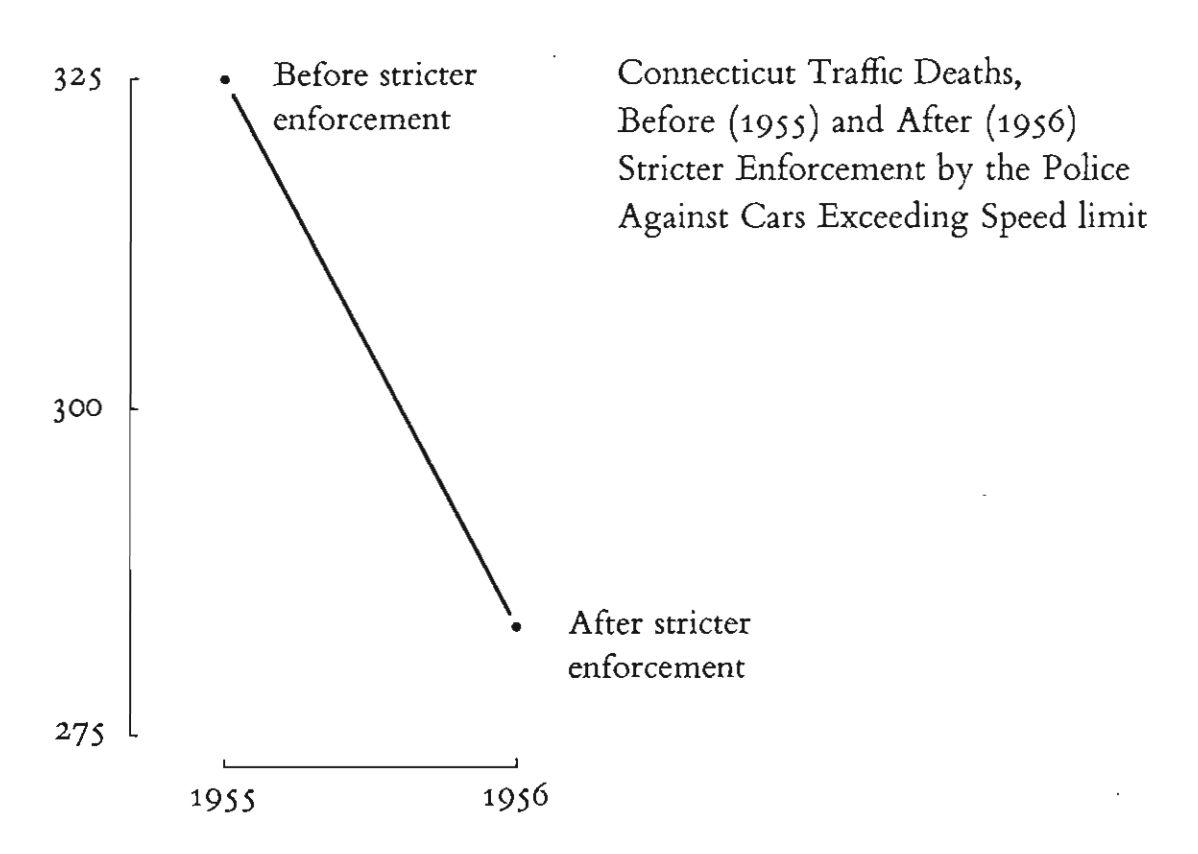 325
Before stricter
enforcement
Connecticut Traffic Deaths,
Before (1955) and After (1956)
Stricter Enforcement by the Police
Against Cars Exceeding Speed limit
300
After stricter
enforcement
275
1955
1956